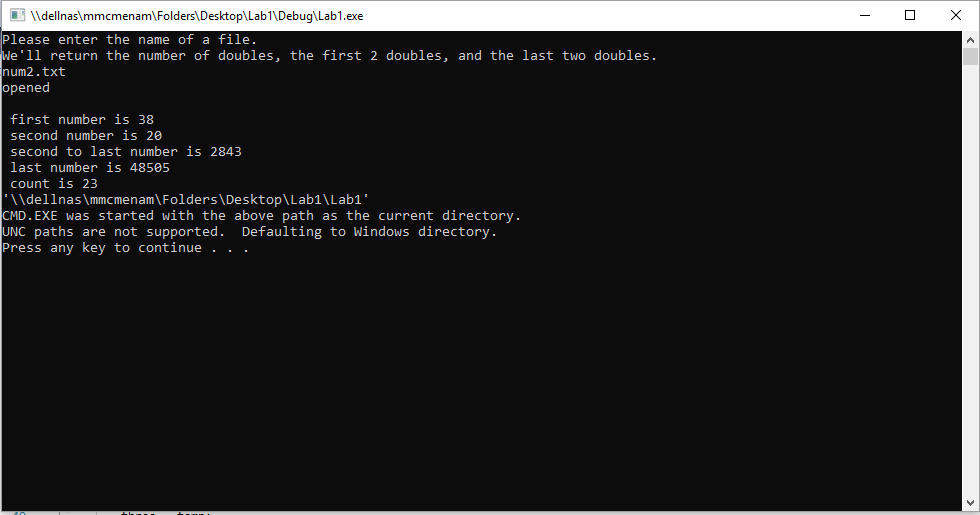 \\dellnas\mmcmenam\Folders\Desktop\Lab1\Debug\Lab1.exe
Please enter the name of a file.
We'll return the number of doubles, the first 2 doubles, and the last two doubles.
num2.txt
opened
first number is 38
second number is 20
second to last number is 2843
last number is 48505
count is 23
'\\dellnas\mmcmenam\Folders\Desktop\Lab1\Lab1'
CMD.EXE was started with the above path as the current directory.
UNC paths are not supported.  Defaulting to Windows directory.
Press any key to continue . . .